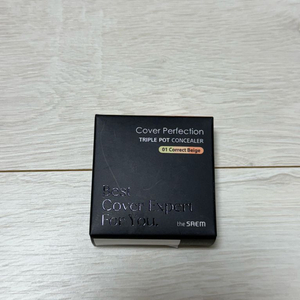 Cover Perfection
TRIPLE POT CONCEALER
01 Correct Beige
Best
Cover Expert
For You.
the SAEM